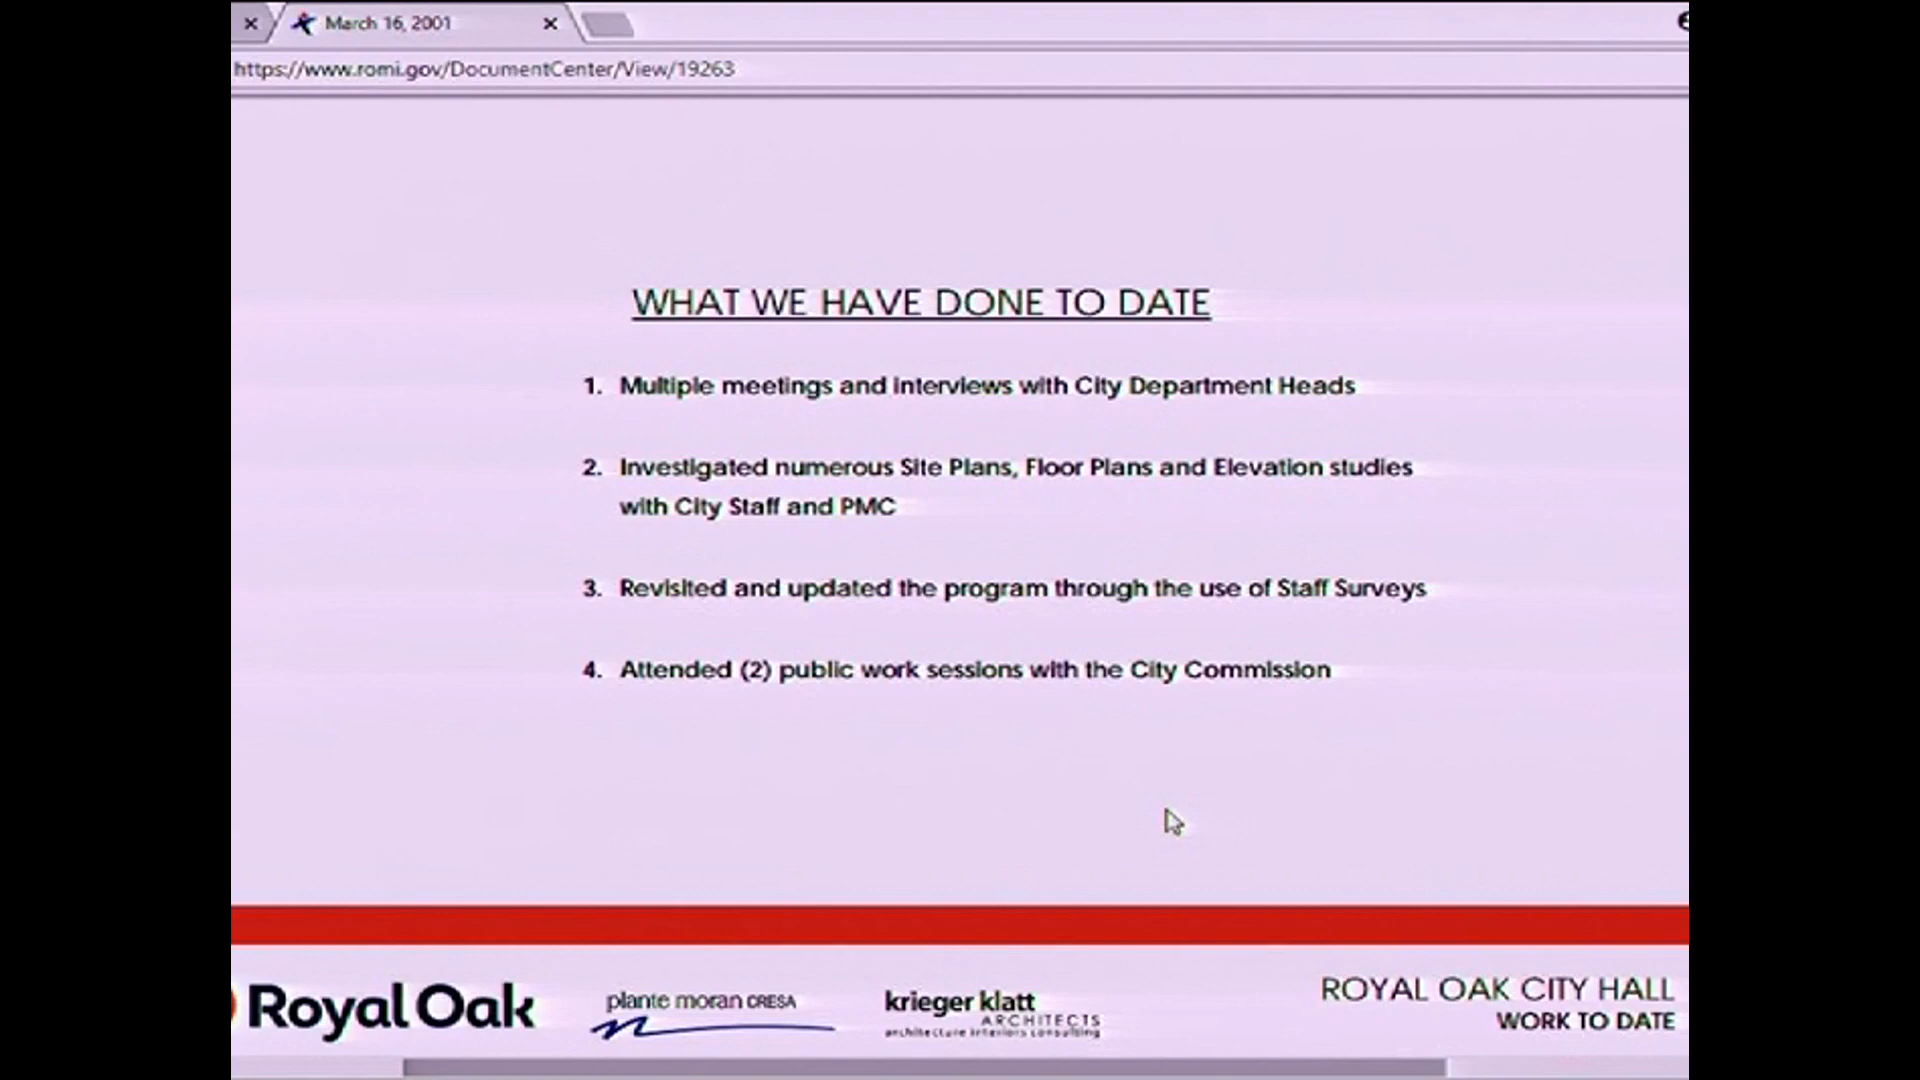 March 16, 2001
https://www.romi.gov/DocumentCenter/View/19263
WHAT WE HAVE DONE TO DATE
1. Multiple meetings and interviews with City Department Heads
2. Investigated numerous Site Plans, Floor Plans and Elevation studies
with City Staff and PMC
3. Revisited and updated the program through the use of Staff Surveys
4. Attended (2) public work sessions with the City Commission
Royal Oak
plante moran CRESA
krieger klatt
ARCHITECTS
architecture interiors consulting
ROYAL OAK CITY HALL
WORK TO DATE